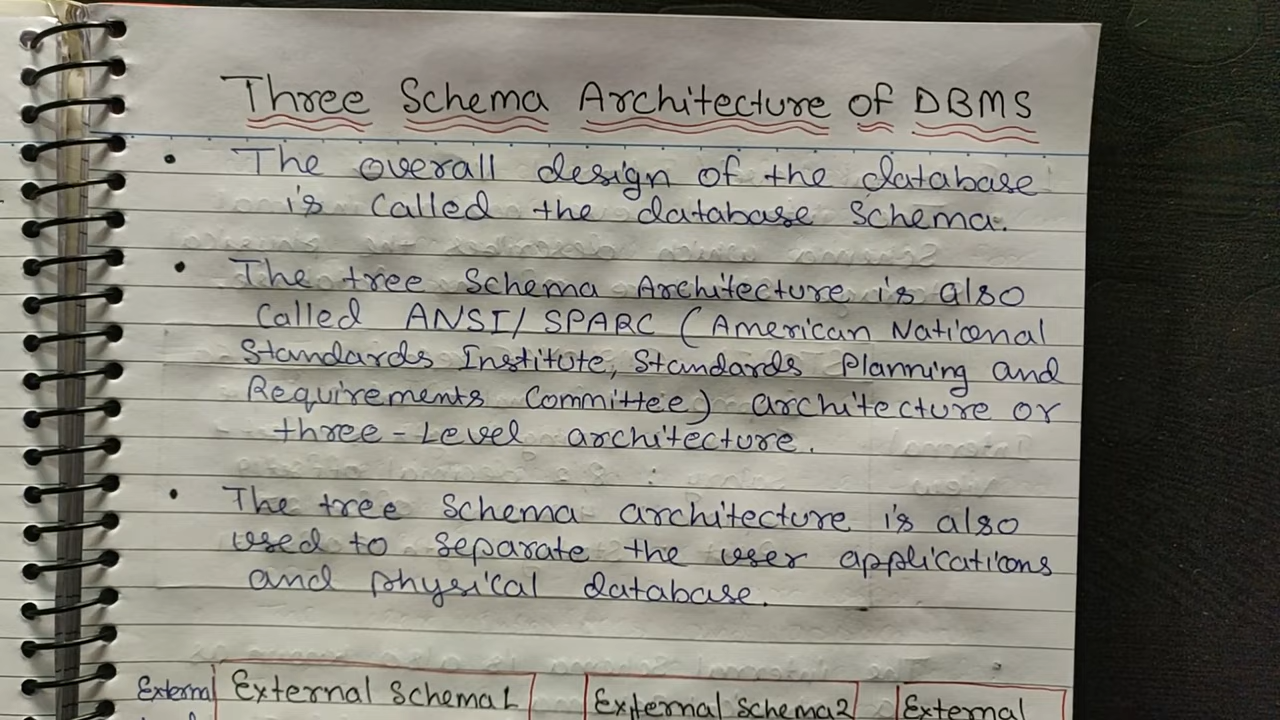 Three Schema Architecture of DBMS
• The overall design of the database
is called the database schema.
• The tree Schema Architecture is also
called ANSI/SPARC (American National
Standards Institute, Standards Planning and
Requirements Committee) architecture or
three-Level architecture.
• The tree schema architecture is also
used to separate the user applications
and physical database.
External External Schema1 External Schema2 External